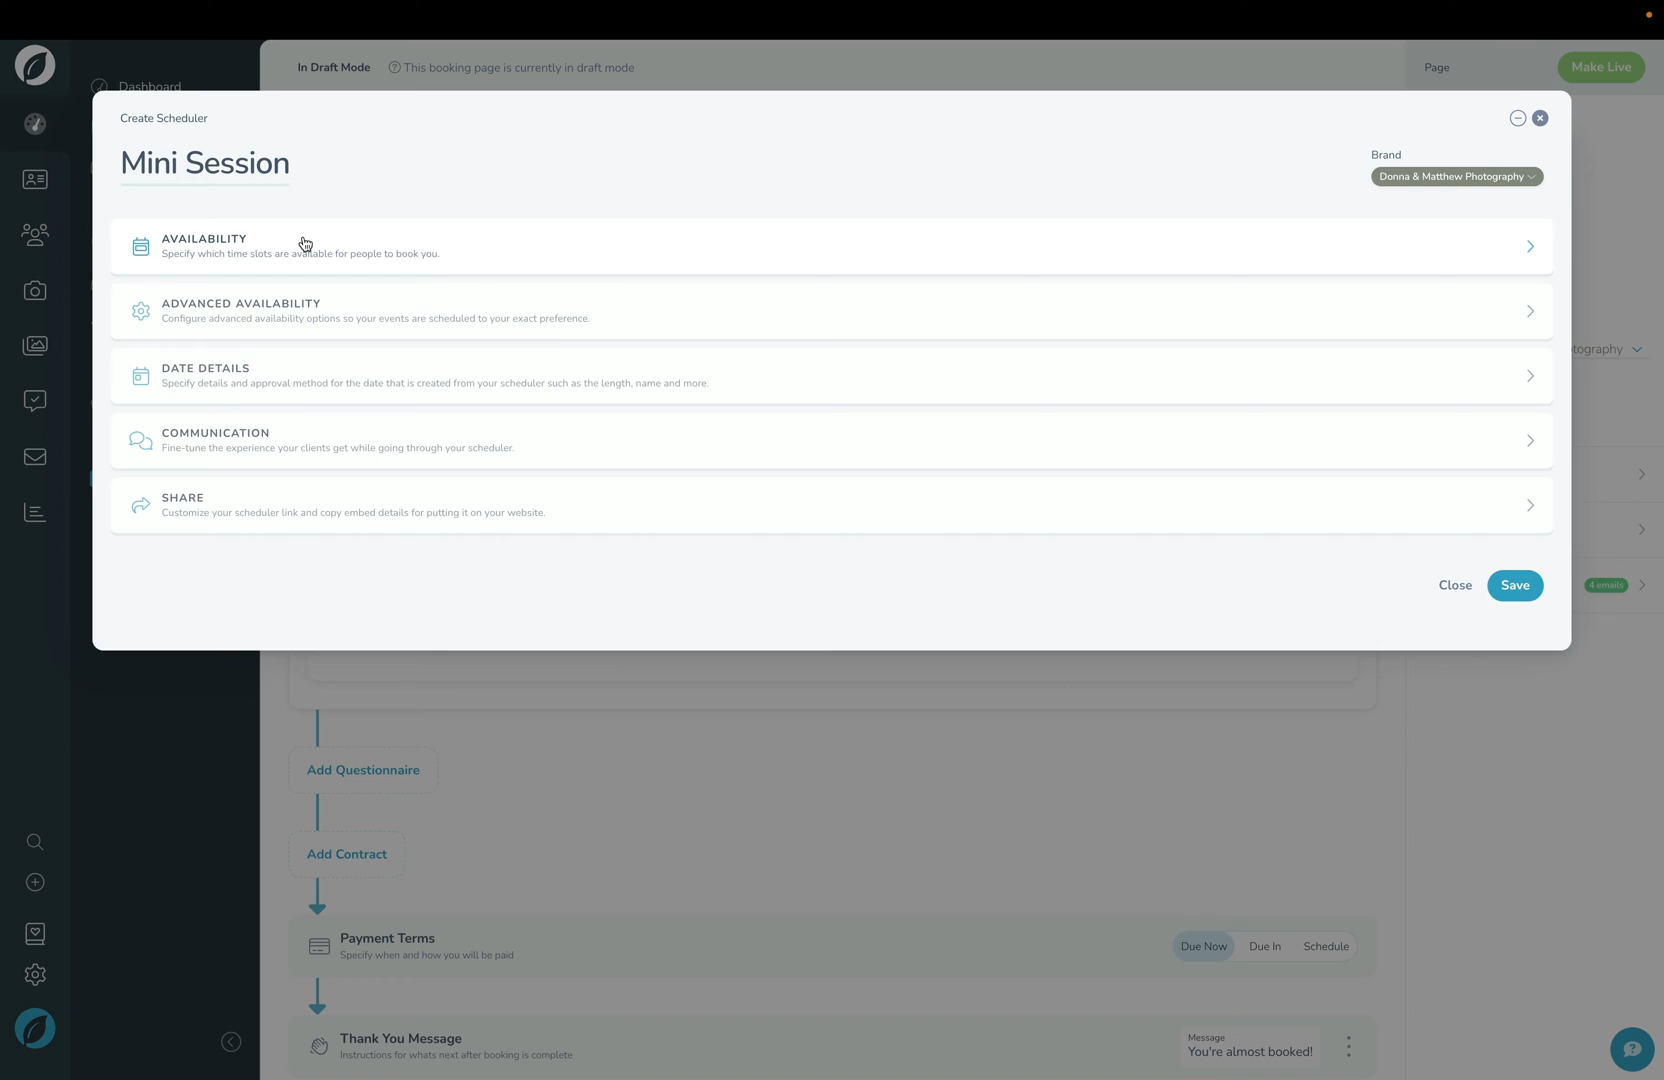 In Draft Mode
This booking page is currently in draft mode
Page
Make Live
Dashboard
Create Scheduler
Mini Session
Brand
Donna & Matthew Photography
AVAILABILITY
Specify which time slots are available for people to book you.
ADVANCED AVAILABILITY
Configure advanced availability options so your events are scheduled to your exact preference.
DATE DETAILS
Specify details and approval method for the date that is created from your scheduler such as the length, name and more.
COMMUNICATION
Fine-tune the experience your clients get while going through your scheduler.
SHARE
Customize your scheduler link and copy embed details for putting it on your website.
Close
Save
otography
4 emails
Add Questionnaire
Add Contract
Payment Terms
Specify when and how you will be paid
Due Now
Due In
Schedule
Thank You Message
Instructions for whats next after booking is complete
Message
You're almost booked!